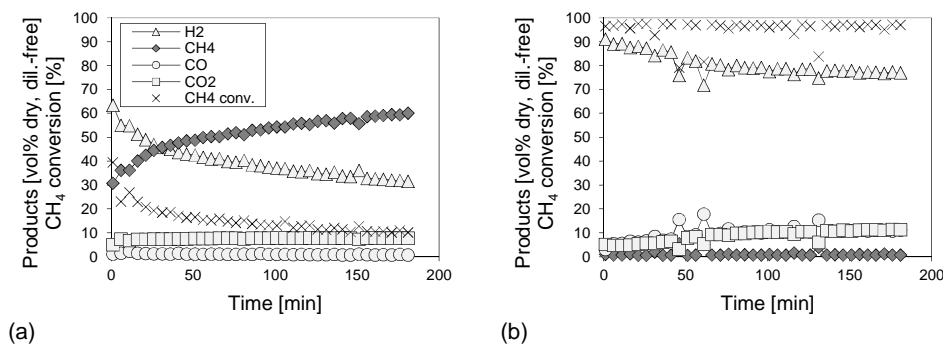 Products [vol% dry, dil.-free]
CH4 conversion [%]
100
90
80
70
60
50
40
30
20
10
0
H2
CH4
CO
CO2
CH4 conv.
0 50 100 150 200
Time [min]
(a)
Products [vol% dry, dil.-free]
CH4 conversion [%]
100
90
80
70
60
50
40
30
20
10
0
0 50 100 150 200
Time [min]
(b)